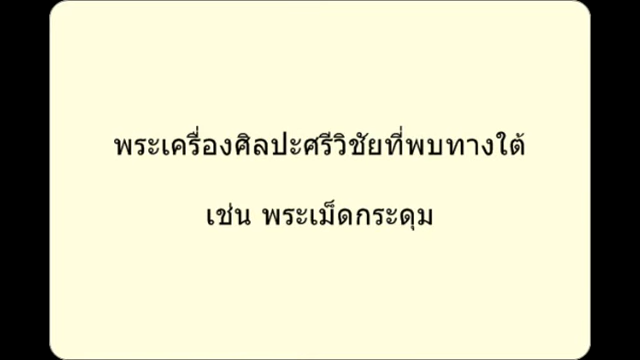 พระเครื่องศิลปะศรีวิชัยที่พบทางใต้
เช่น พระเม็ดกระดุม